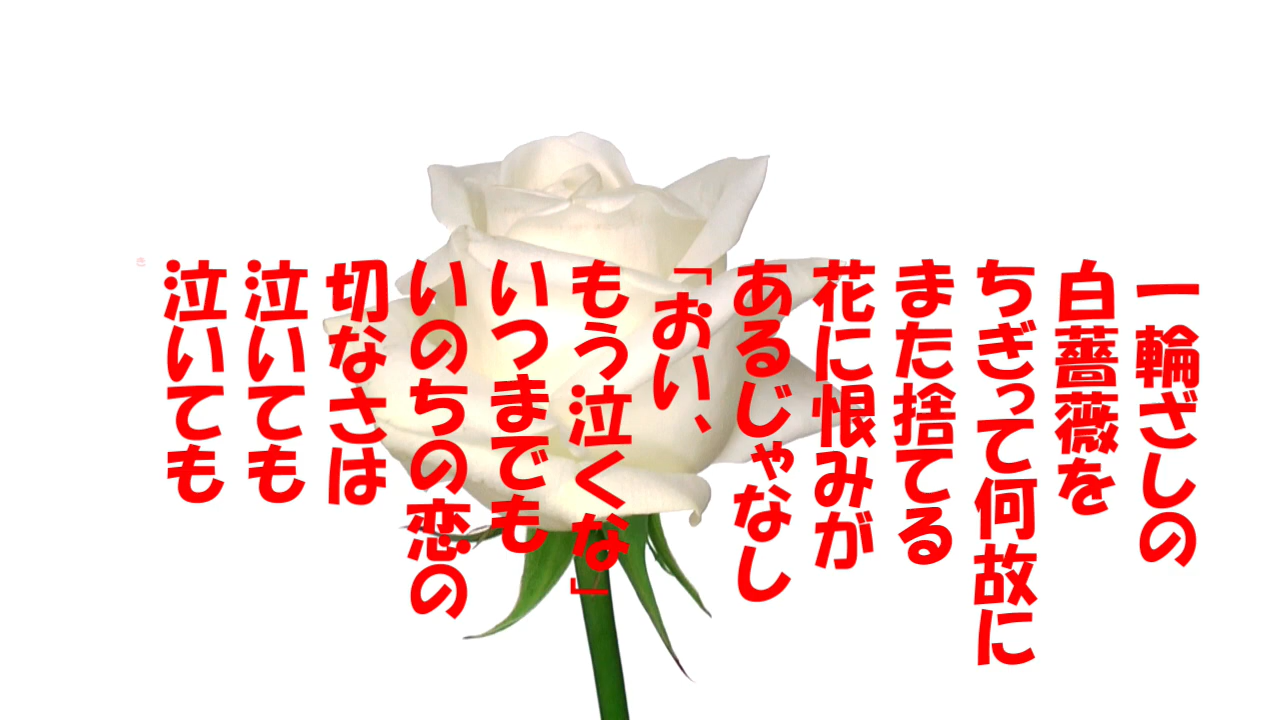 一輪ざしの
白薔薇を
ちぎって何故に
また捨てる
花に恨みが
あるじゃなし
「おい、
もう泣くな」
いつまでも
いのちの恋の
切なさは
泣いても
泣いても